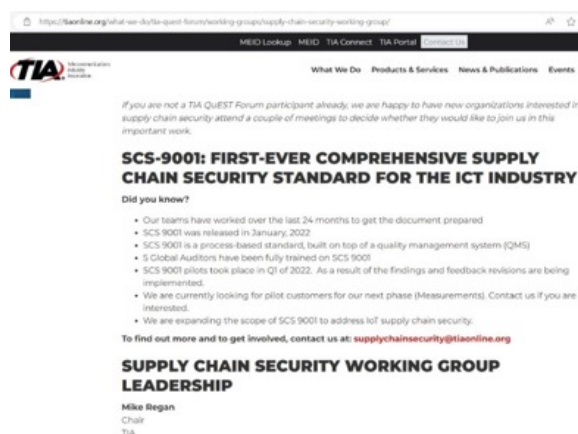 https://tiaonline.org/what-we-do/tia-quest-forum/working-groups/supply-chain-security-working-group/
MEID Lookup MEID TIA Connect TIA Portal Contact Us
TIA Telecommunications
Industry
Association
What We Do Products & Services News & Publications Events
If you are not a TIA QuEST Forum participant already, we are happy to have new organizations interested in
supply chain security attend a couple of meetings to decide whether they would like to join us in this
important work.
SCS-9001: FIRST-EVER COMPREHENSIVE SUPPLY
CHAIN SECURITY STANDARD FOR THE ICT INDUSTRY
Did you know?
• Our teams have worked over the last 24 months to get the document prepared
• SCS 9001 was released in January, 2022
• SCS 9001 is a process-based standard, built on top of a quality management system (QMS)
• 5 Global Auditors have been fully trained on SCS 9001
• SCS 9001 pilots took place in Q1 of 2022. As a result of the findings and feedback revisions are being
implemented.
• We are currently looking for pilot customers for our next phase (Measurements). Contact us if you are
interested.
• We are expanding the scope of SCS 9001 to address IoT supply chain security.
To find out more and to get involved, contact us at: supplychainsecurity@tiaonline.org
SUPPLY CHAIN SECURITY WORKING GROUP
LEADERSHIP
Mike Regan
Chair
TIA